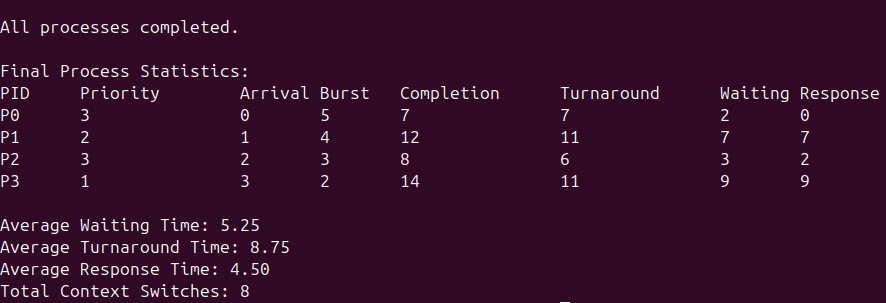 All processes completed.
Final Process Statistics:
PID Priority Arrival Burst Completion Turnaround Waiting Response
P0 3 0 5 7 7 2 0
P1 2 1 4 12 11 7 7
P2 3 2 3 8 6 3 2
P3 1 3 2 14 11 9 9
Average Waiting Time: 5.25
Average Turnaround Time: 8.75
Average Response Time: 4.50
Total Context Switches: 8